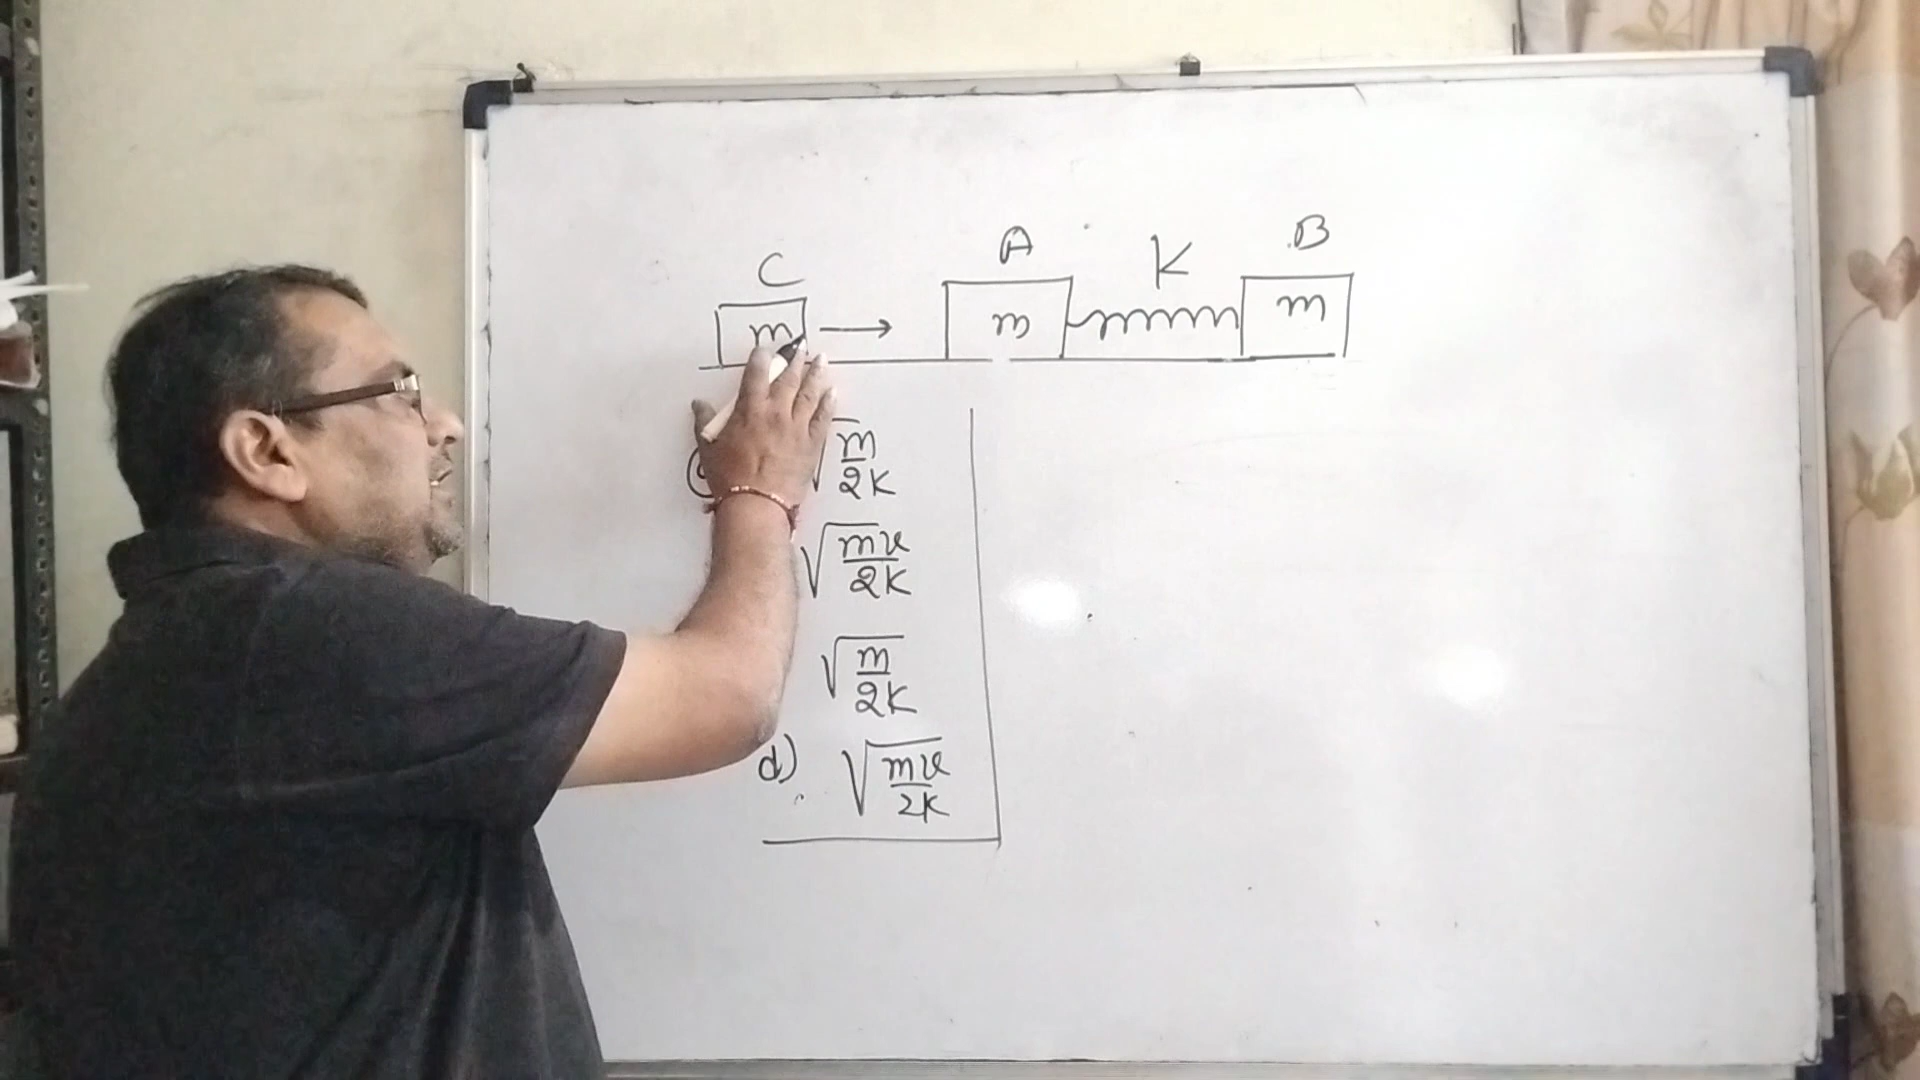 C A K B
m → m m
√m/2K
√mv/2K
√m/2K
d) √mv/2K